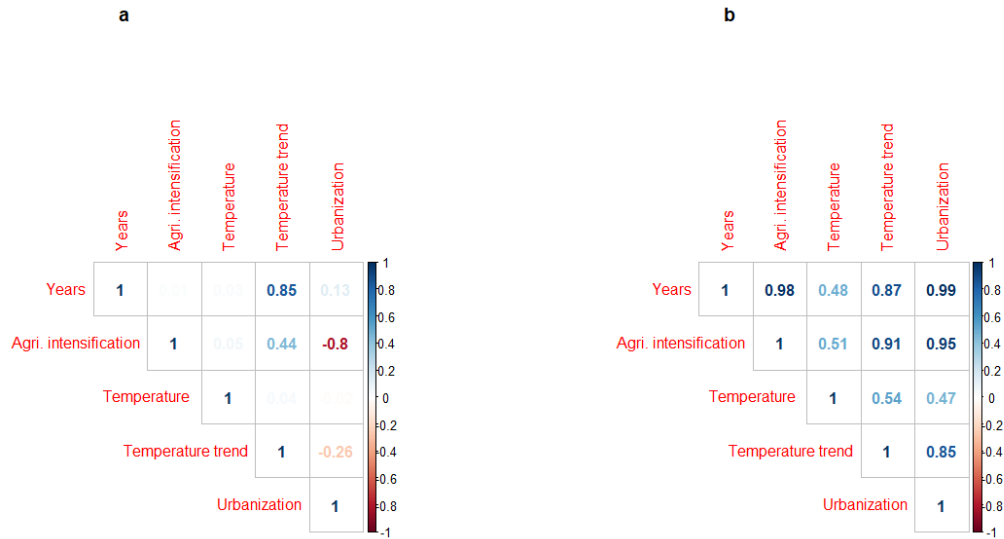 a
b
Years
Agri. intensification
Temperature
Temperature trend
Urbanization
Years 1 0.01 0.03 0.85 0.13
Agri. intensification 1 0.05 0.44 -0.8
Temperature 1 0.04
Temperature trend 1 -0.26
Urbanization 1
1
0.8
0.6
0.4
0.2
0
-0.2
-0.4
-0.6
-0.8
-1
Years
Agri. intensification
Temperature
Temperature trend
Urbanization
Years 1 0.98 0.48 0.87 0.99
Agri. intensification 1 0.51 0.91 0.95
Temperature 1 0.54 0.47
Temperature trend 1 0.85
Urbanization 1
1
0.8
0.6
0.4
0.2
0
-0.2
-0.4
-0.6
-0.8
-1